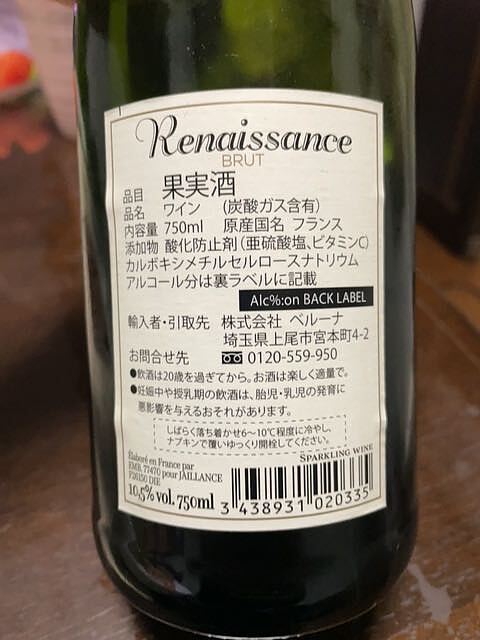 Renaissance
BRUT
品目 果実酒
品名 ワイン (炭酸ガス含有)
内容量 750ml 原産国名 フランス
添加物 酸化防止剤(亜硫酸塩、ビタミンC)
カルボキシメチルセルロースナトリウム
アルコール分は裏ラベルに記載
Alc%:on BACK LABEL
輸入者・引取先 株式会社 ベルーナ
埼玉県上尾市宮本町4-2
お問合せ先 0120-559-950
●飲酒は20歳を過ぎてから。お酒は楽しく適量で。
●妊娠中や授乳期の飲酒は、胎児・乳児の発育に
悪影響を与えるおそれがあります。
しばらく落ち着かせ6〜10℃程度に冷やし、
ナプキンで覆いゆっくり開栓してください。
SPARKLING WINE
Élaboré en France par
EMB. 77470 pour JAILLANCE
F26150 DIE
10,5% vol. 750ml
3 438931 020335